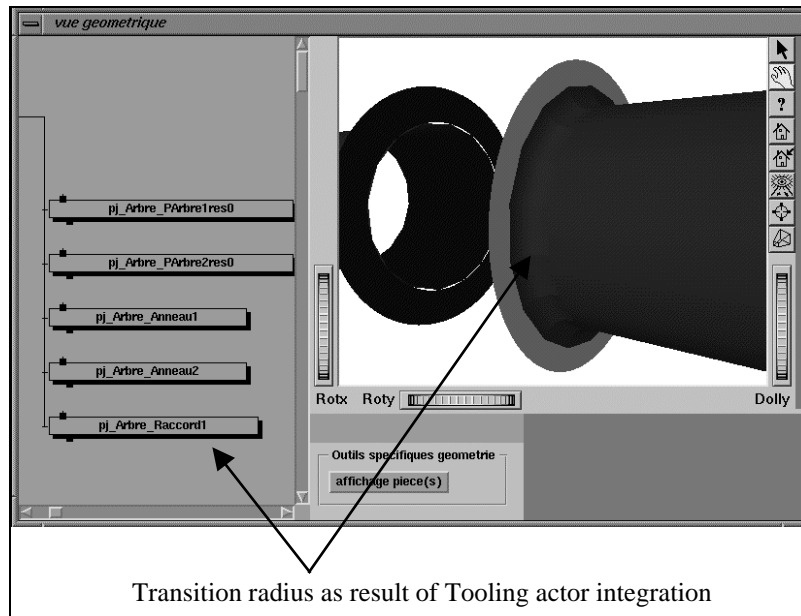 vue geometrique
pj_Arbre_PArbre1res0
pj_Arbre_PArbre2res0
pj_Arbre_Anneau1
pj_Arbre_Anneau2
pj_Arbre_Raccord1
?
Rotx Roty Dolly
Outils specifiques geometrie
affichage piece(s)
Transition radius as result of Tooling actor integration